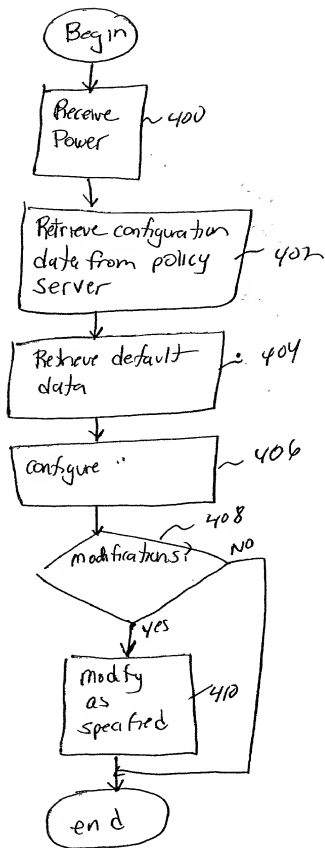 Begin
Receive
Power
400
Retrieve configuration
data from policy
server
402
Retrieve default
data
404
configure "
406
408
modifications?
NO
yes
modify
as
specified
410
end